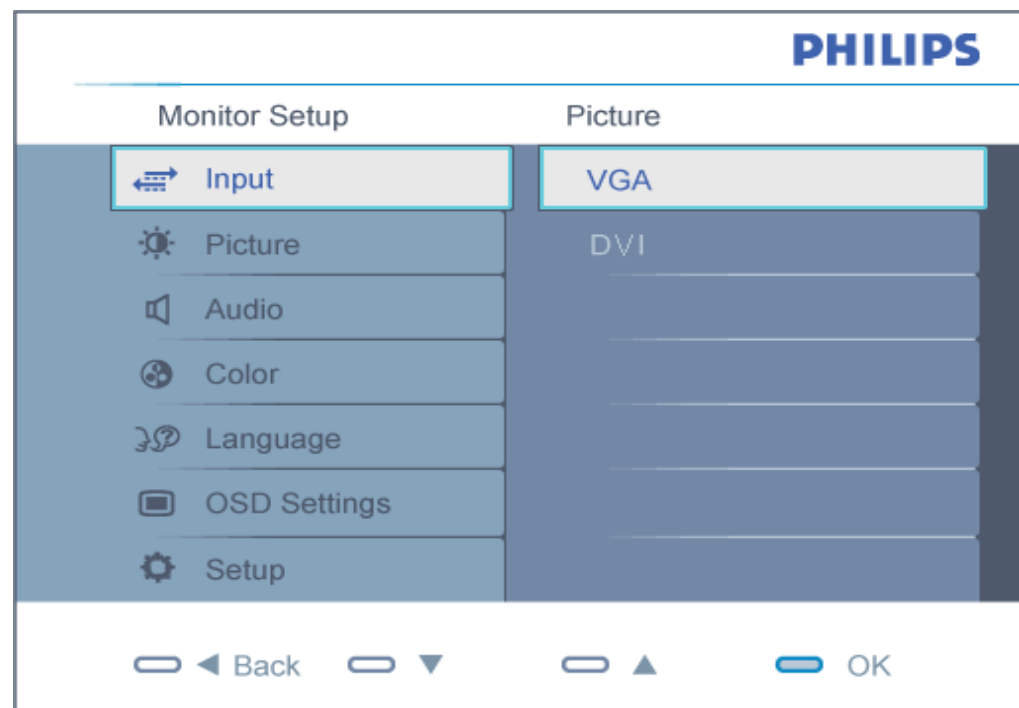 PHILIPS
Monitor Setup Picture
Input VGA
Picture DVI
Audio
Color
Language
OSD Settings
Setup
Back OK